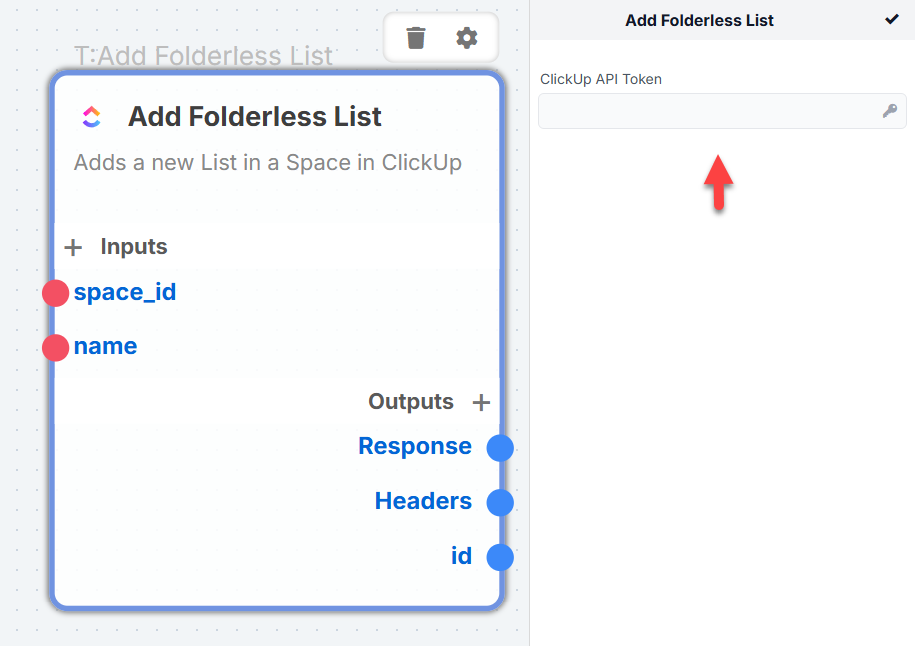 T:Add Folderless List
Add Folderless List
Adds a new List in a Space in ClickUp
Inputs
space_id
name
Outputs
Response
Headers
id
Add Folderless List
ClickUp API Token